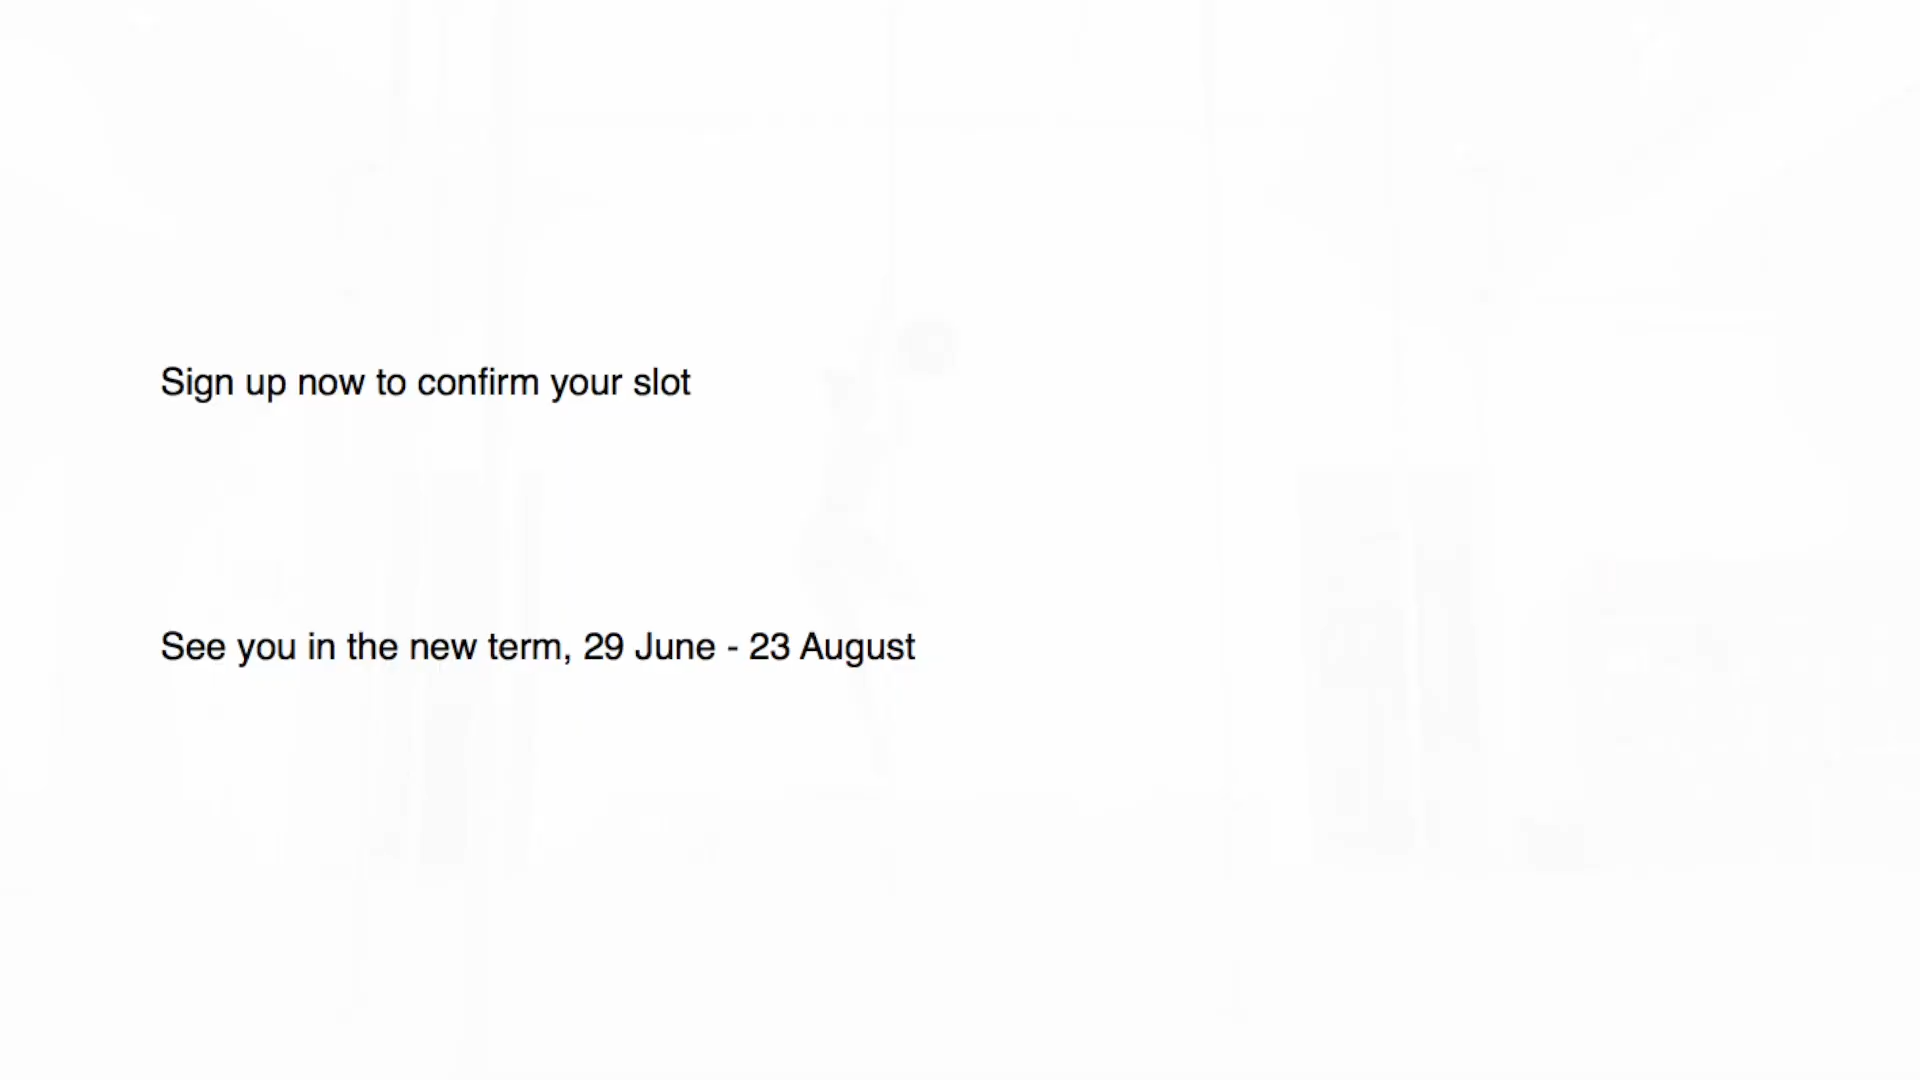 Sign up now to confirm your slot
See you in the new term, 29 June - 23 August